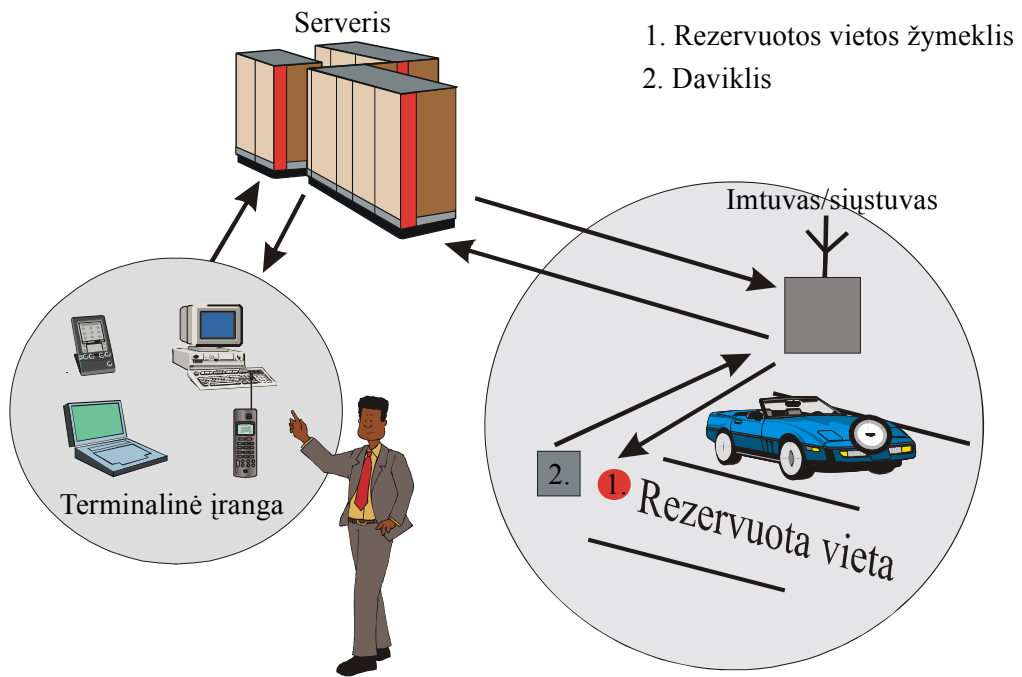 Serveris
1. Rezervuotos vietos žymeklis
2. Daviklis
Imtuvas/siųstuvas
Terminalinė įranga
2.
1.
Rezervuota vieta